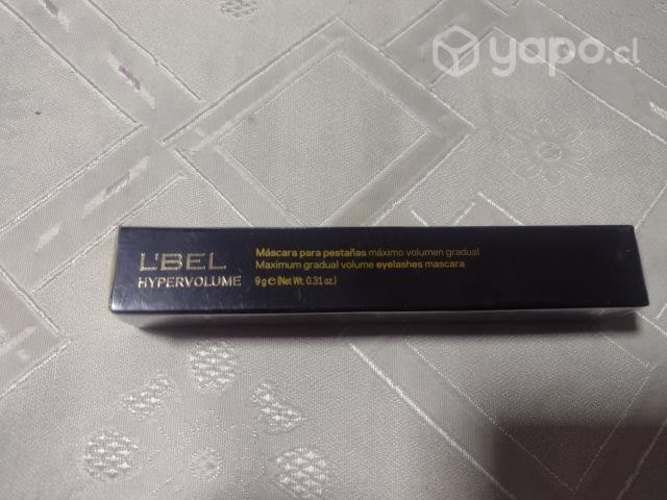 yapo.cl
L'BEL
HYPERVOLUME
Máscara para pestañas máximo volumen gradual
Maximum gradual volume eyelashes mascara
9 g ℮ (Net Wt. 0.31 oz.)